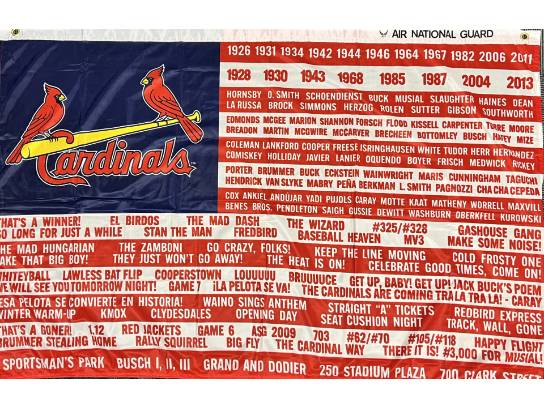 AIR NATIONAL GUARD
1926 1931 1934 1942 1944 1946 1964 1967 1982 2006 2011
1928 1930 1943 1968 1985 1987 2004 2013
HORNSBY O. SMITH SCHOENDIENST BUCK MUSIAL SLAUGHTER HAINES DEAN
LA RUSSA BROCK SIMMONS HERZOG ROLEN SUTTER GIBSON SOUTHWORTH
EDMONDS MCGEE MARION SHANNON FORSCH FLOOD KISSELL CARPENTER TORRE MOORE
BREADON MARTIN MCGWIRE MCCARVER BRECHEEN BOTTOMLEY BUSCH HAFEY MIZE
COLEMAN LANKFORD COOPER FREESE ISRINGHAUSEN WHITE TUDOR HERR HERNANDEZ
COMISKEY HOLLIDAY JAVIER LANIER OQUENDO BOYER FRISCH MEDWICK RICKEY
PORTER BRUMMER BUCK ECKSTEIN WAINWRIGHT MARIS CUNNINGHAM TAGUCHI
HENDRICK VAN SLYKE MABRY PEÑA BERKMAN L. SMITH PAGNOZZI CHA CHA CEPEDA
COX ANKIEL ANDÚJAR YADI PUJOLS CARAY MOTTE KAAT MATHENY WORRELL MAXVILL
BENES BROS. PENDLETON SAIGH GUSSIE DEWITT WASHBURN OBERKFELL KUROWSKI
Cardinals
THAT'S A WINNER! EL BIRDOS THE MAD DASH THE WIZARD #325/#328 GASHOUSE GANG
SO LONG FOR JUST A WHILE STAN THE MAN FREDBIRD BASEBALL HEAVEN MV3 MAKE SOME NOISE!
THE MAD HUNGARIAN THE ZAMBONI GO CRAZY, FOLKS! KEEP THE LINE MOVING COLD FROSTY ONE
BAKE THAT BIG BOY! THEY JUST WON'T GO AWAY! THE HEAT IS ON! CELEBRATE GOOD TIMES, COME ON!
WHITEYBALL LAWLESS BAT FLIP COOPERSTOWN LOUUUUU BRUUUUCE GET UP, BABY! GET UP! JACK BUCK'S POEM
WE WILL SEE YOU TOMORROW NIGHT! GAME 7 ¡LA PELOTA SE VA! THE CARDINALS ARE COMING TRA LA TRA LA! - CARAY
ESA PELOTA SE CONVIERTE EN HISTORIA! WAINO SINGS ANTHEM STRAIGHT "A" TICKETS REDBIRD EXPRESS
WINTER WARM-UP KMOX CLYDESDALES OPENING DAY SEAT CUSHION NIGHT TRACK, WALL, GONE
THAT'S A GONER! 1.12 RED JACKETS GAME 6 ASG 2009 703 #62/#70 #105/#118 HAPPY FLIGHT
BRUMMER STEALING HOME RALLY SQUIRREL BIG FLY THE CARDINAL WAY THERE IT IS! #3,000 FOR MUSIAL!
SPORTSMAN'S PARK BUSCH I, II, III GRAND AND DODIER 250 STADIUM PLAZA 700 CLARK STREET